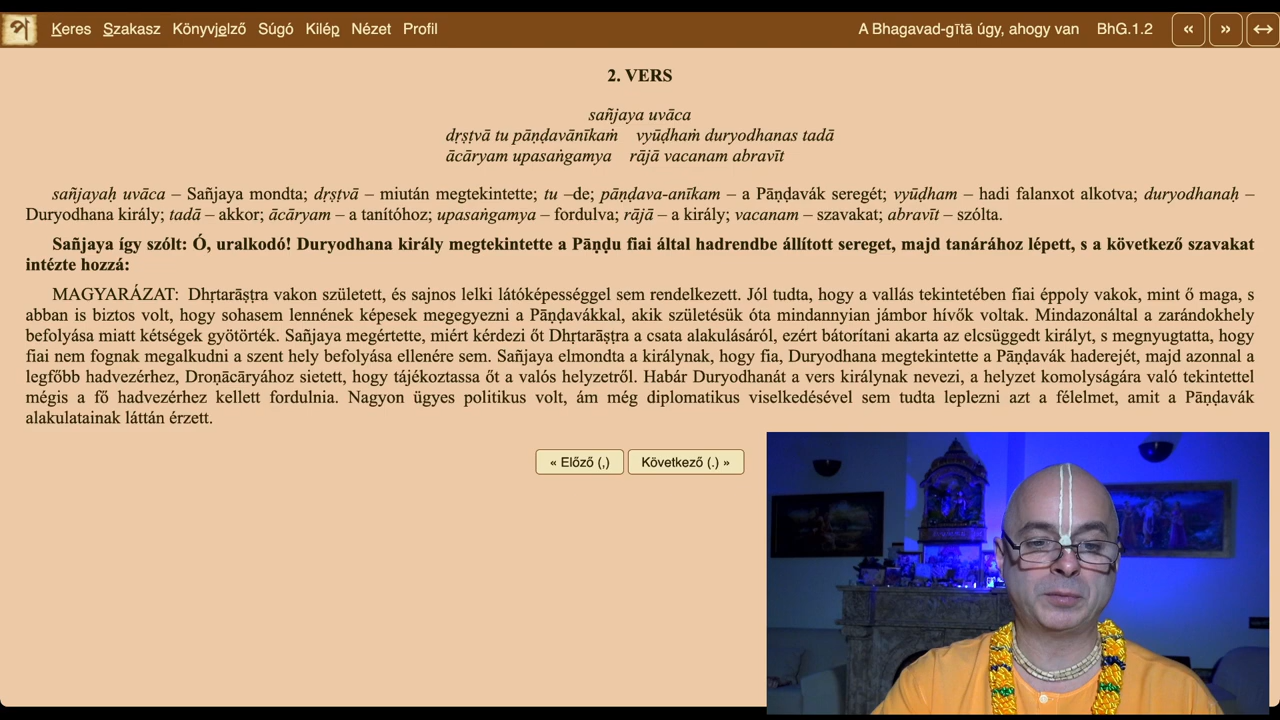 Keres Szakasz Könyvjelző Súgó Kilép Nézet Profil A Bhagavad-gītā úgy, ahogy van BhG.1.2 « » ↔
2. VERS
sañjaya uvāca
dṛṣṭvā tu pāṇḍavānīkaṁ vyūḍhaṁ duryodhanas tadā
ācāryam upasaṅgamya rājā vacanam abravīt
sañjayaḥ uvāca – Sañjaya mondta; dṛṣṭvā – miután megtekintette; tu –de; pāṇḍava-anīkam – a Pāṇḍavák seregét; vyūḍham – hadi falanxot alkotva; duryodhanaḥ –
Duryodhana király; tadā – akkor; ācāryam – a tanítóhoz; upasaṅgamya – fordulva; rājā – a király; vacanam – szavakat; abravīt – szólta.
Sañjaya így szólt: Ó, uralkodó! Duryodhana király megtekintette a Pāṇḍu fiai által hadrendbe állított sereget, majd tanárához lépett, s a következő szavakat
intézte hozzá:
MAGYARÁZAT: Dhṛtarāṣṭra vakon született, és sajnos lelki látóképességgel sem rendelkezett. Jól tudta, hogy a vallás tekintetében fiai éppoly vakok, mint ő maga, s
abban is biztos volt, hogy sohasem lennének képesek megegyezni a Pāṇḍavákkal, akik születésük óta mindannyian jámbor hívők voltak. Mindazonáltal a zarándokhely
befolyása miatt kétségek gyötörték. Sañjaya megértette, miért kérdezi őt Dhṛtarāṣṭra a csata alakulásáról, ezért bátorítani akarta az elcsüggedt királyt, s megnyugtatta, hogy
fiai nem fognak megalkudni a szent hely befolyása ellenére sem. Sañjaya elmondta a királynak, hogy fia, Duryodhana megtekintette a Pāṇḍavák haderejét, majd azonnal a
legfőbb hadvezérhez, Droṇācāryához sietett, hogy tájékoztassa őt a valós helyzetről. Habár Duryodhanát a vers királynak nevezi, a helyzet komolyságára való tekintettel
mégis a fő hadvezérhez kellett fordulnia. Nagyon ügyes politikus volt, ám még diplomatikus viselkedésével sem tudta leplezni azt a félelmet, amit a Pāṇḍavák
alakulatainak láttán érzett.
« Előző (,) Következő (.) »